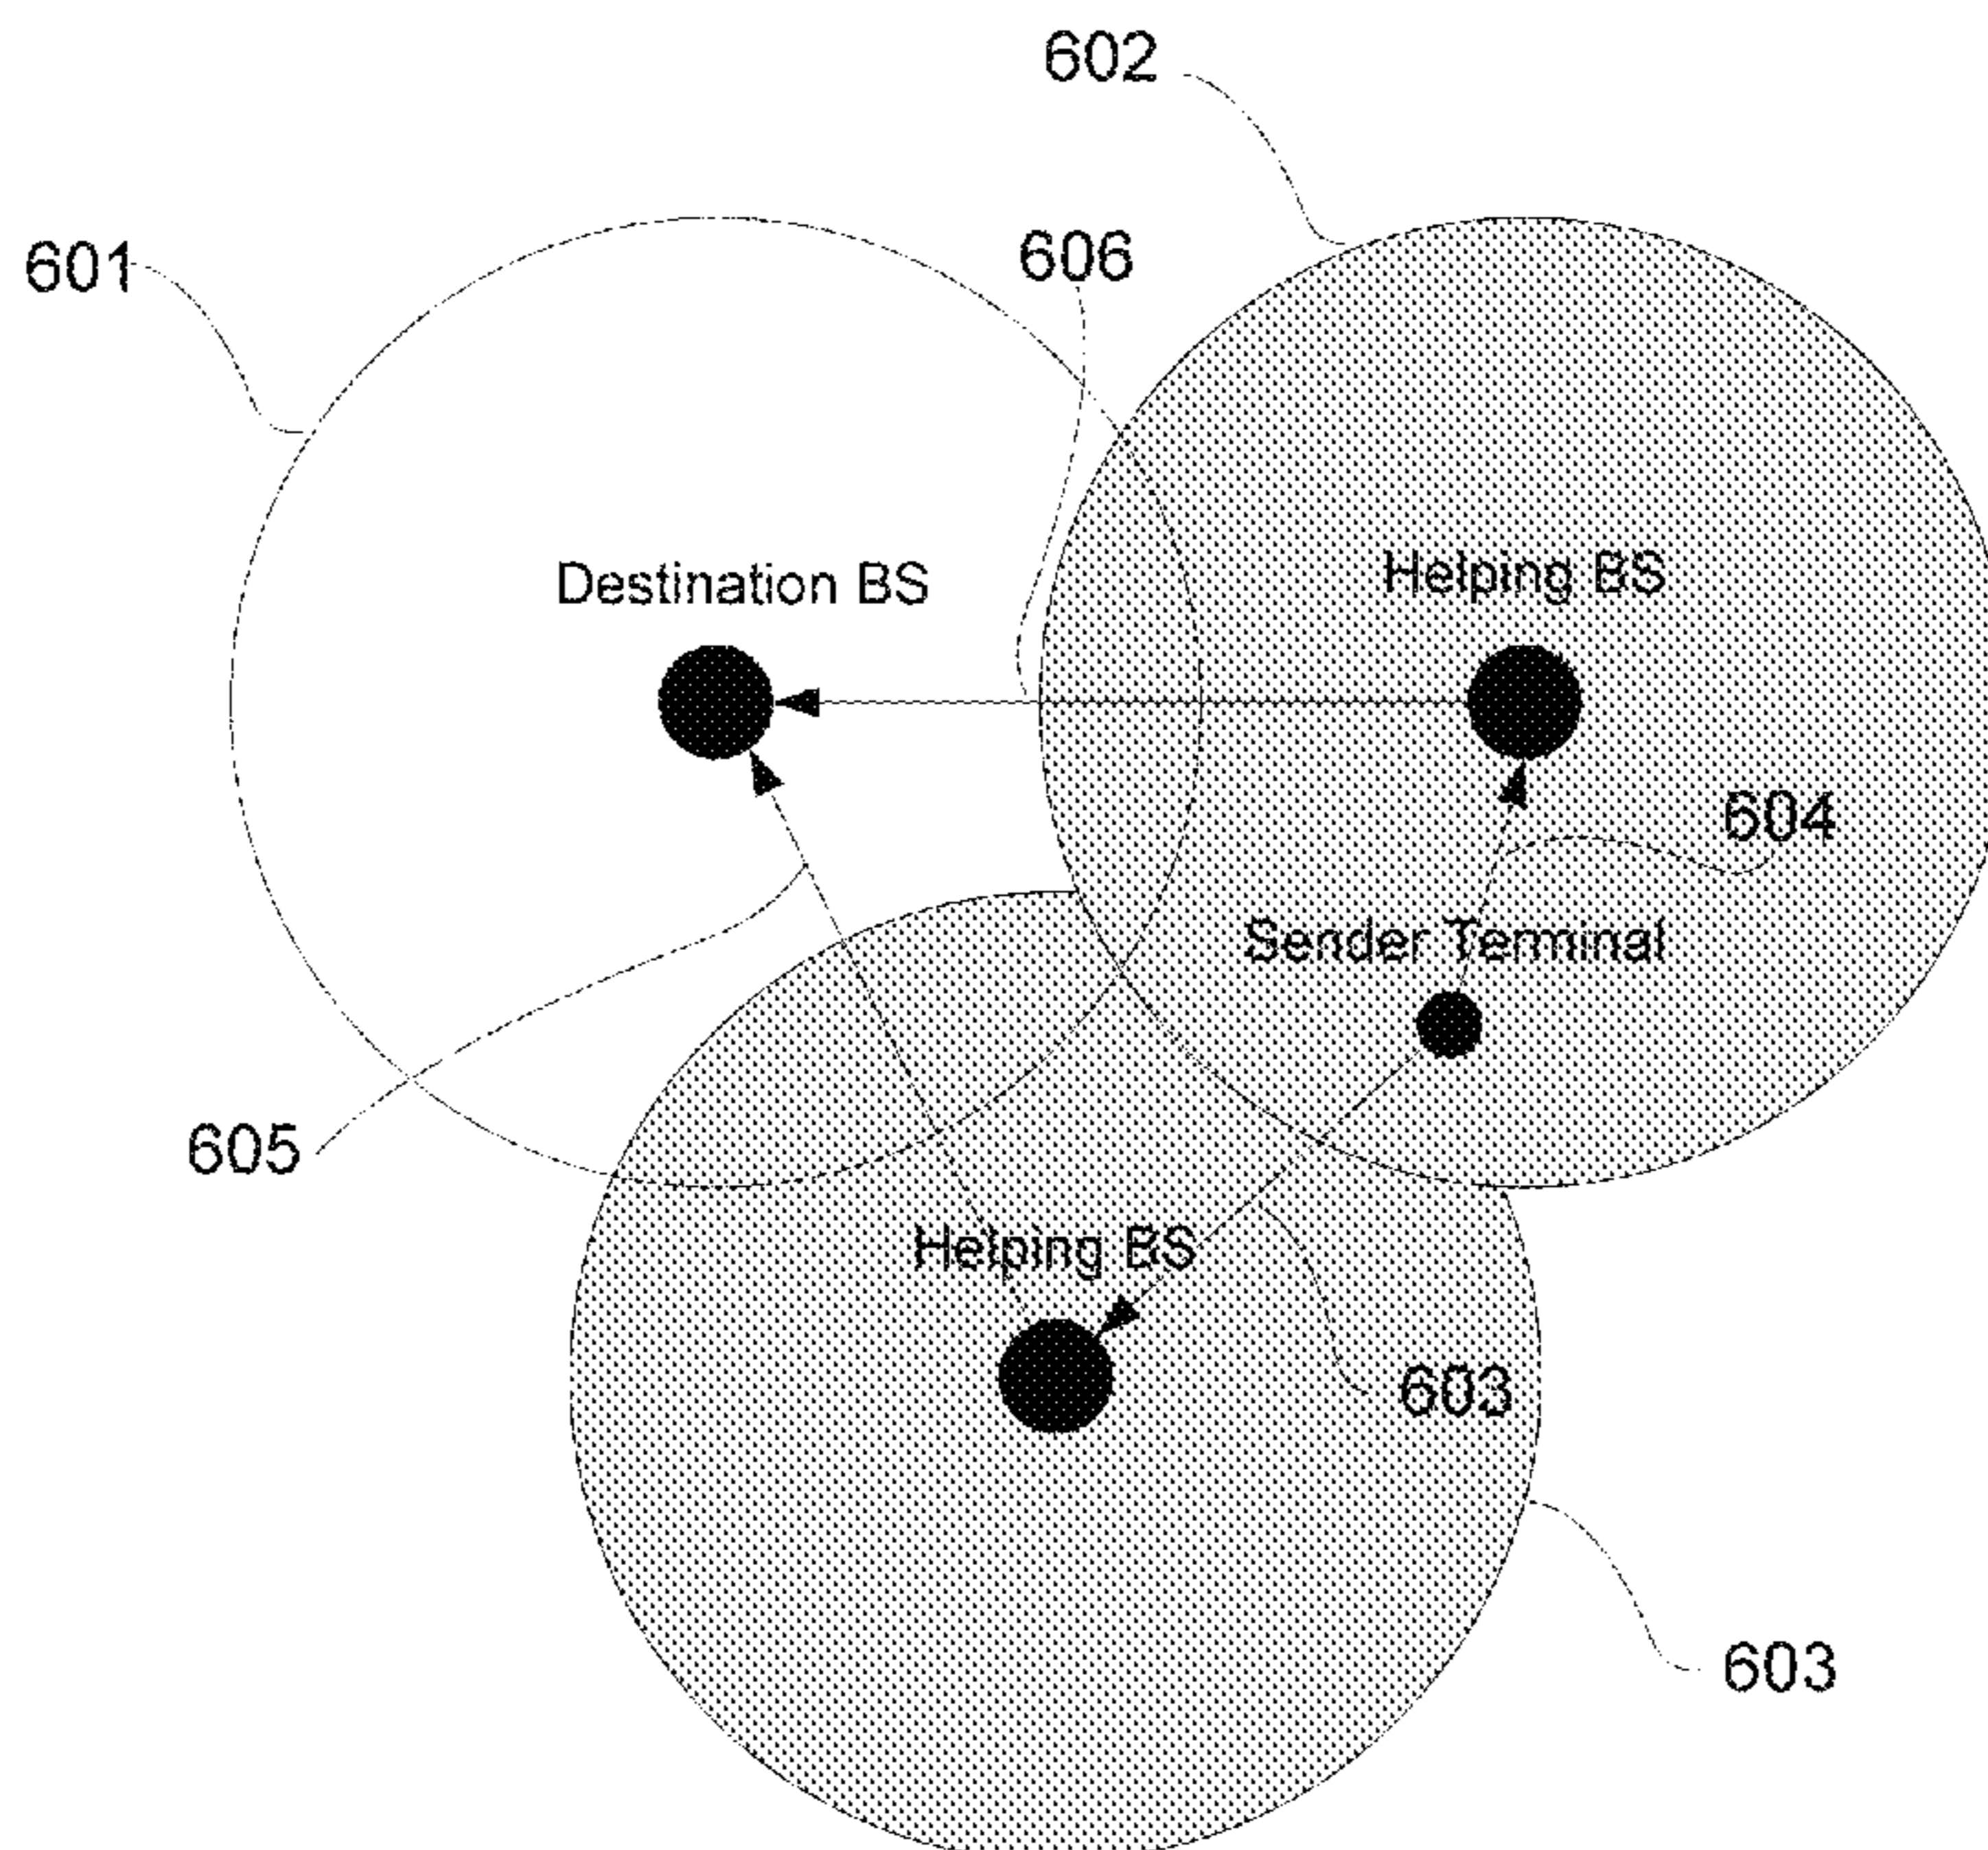 602
601
606
Destination BS
Helping BS
604
Sender Terminal
605
Helping BS
603
603